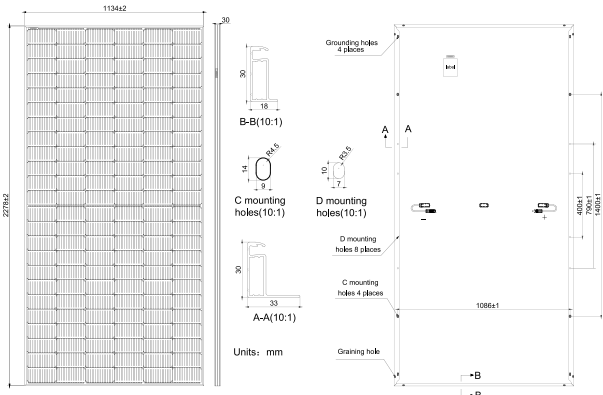 1134±2
30
2278±2
30
18
B-B(10:1)
R4.5
14
9
C mounting
holes(10:1)
R3.5
10
7
D mounting
holes(10:1)
30
33
A-A(10:1)
Units: mm
Grounding holes
4 places
A
A
D mounting
holes 8 places
C mounting
holes 4 places
Graining hole
−
+
400±1
790±1
1400±1
1086±1
B
B